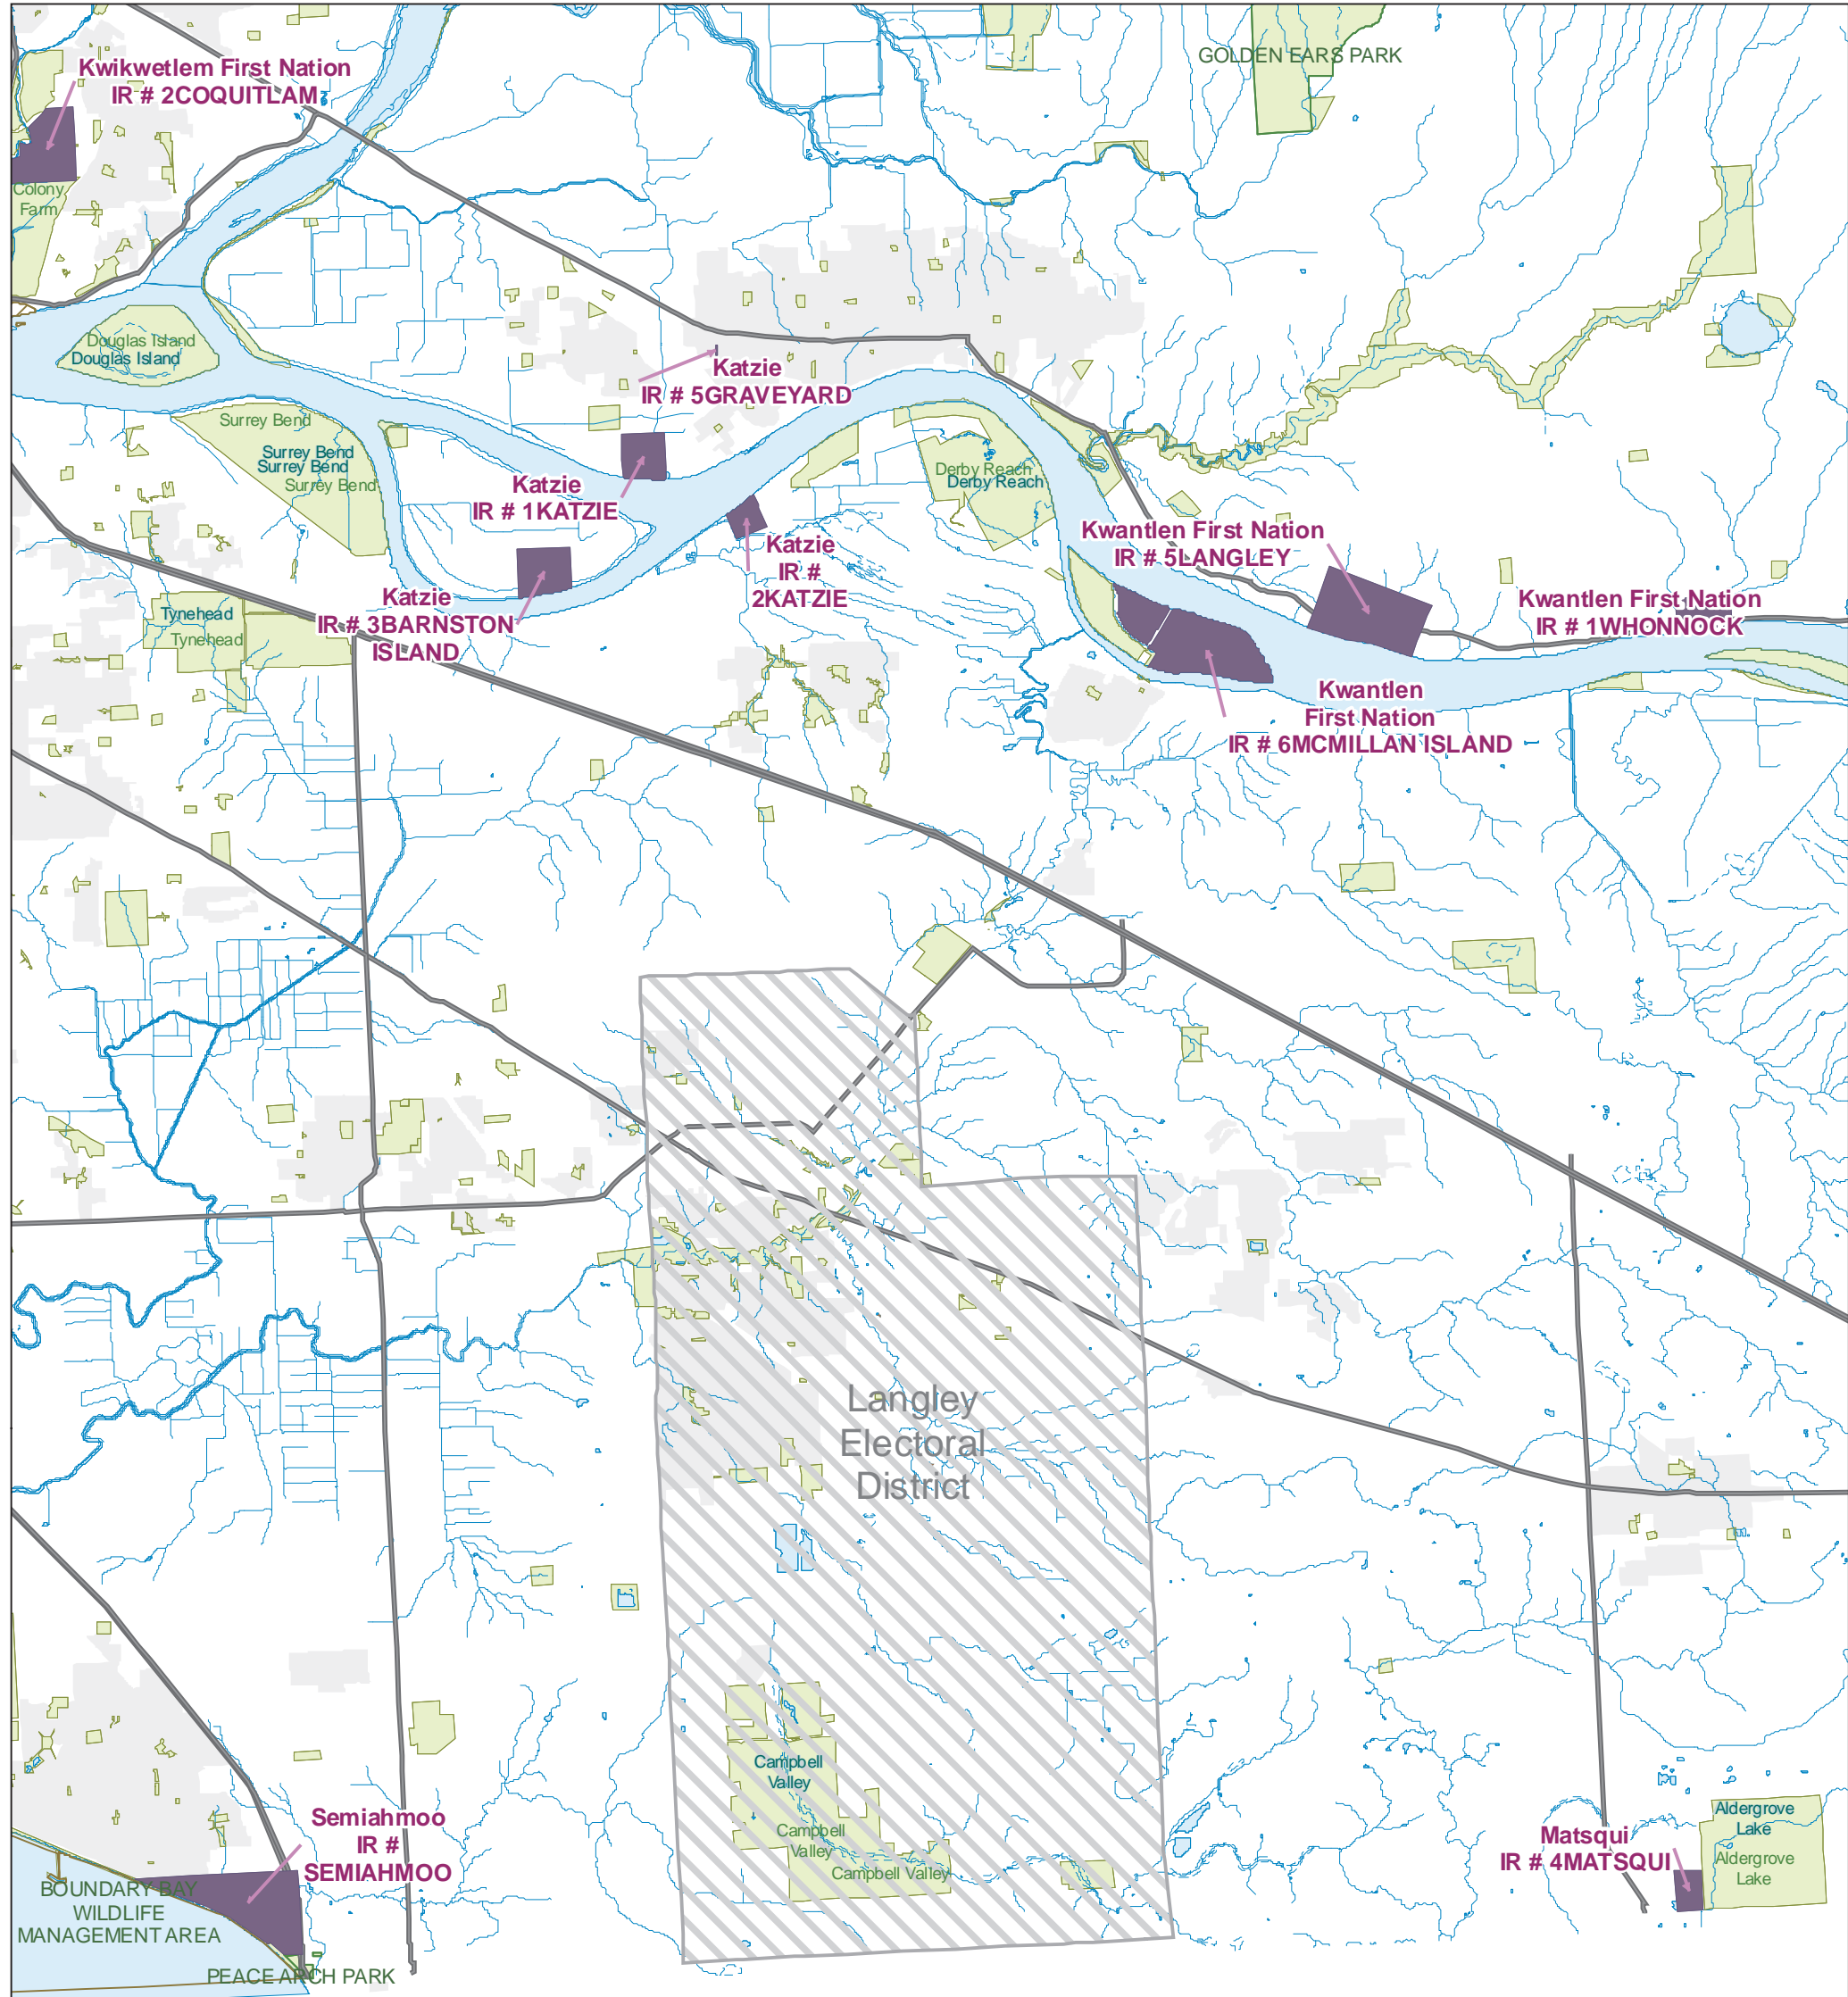 GOLDEN EARS PARK
Kwikwetlem First Nation
IR # 2COQUITLAM
Colony
Farm
Douglas Island
Douglas Island
Katzie
IR # 5GRAVEYARD
Surrey Bend
Surrey Bend
Surrey Bend
Surrey Bend
Derby Reach
Derby Reach
Katzie
IR # 1KATZIE
Katzie
IR #
2KATZIE
Kwantlen First Nation
IR # 5LANGLEY
Kwantlen First Nation
IR # 1WHONNOCK
Katzie
IR # 3BARNSTON
ISLAND
Tynehead
Tynehead
Kwantlen
First Nation
IR # 6MCMILLAN ISLAND
Langley
Electoral
District
Campbell
Valley
Campbell
Valley
Campbell Valley
Semiahmoo
IR #
SEMIAHMOO
BOUNDARY BAY
WILDLIFE
MANAGEMENT AREA
PEACE ARCH PARK
Matsqui
IR # 4MATSQUI
Aldergrove
Lake
Aldergrove
Lake